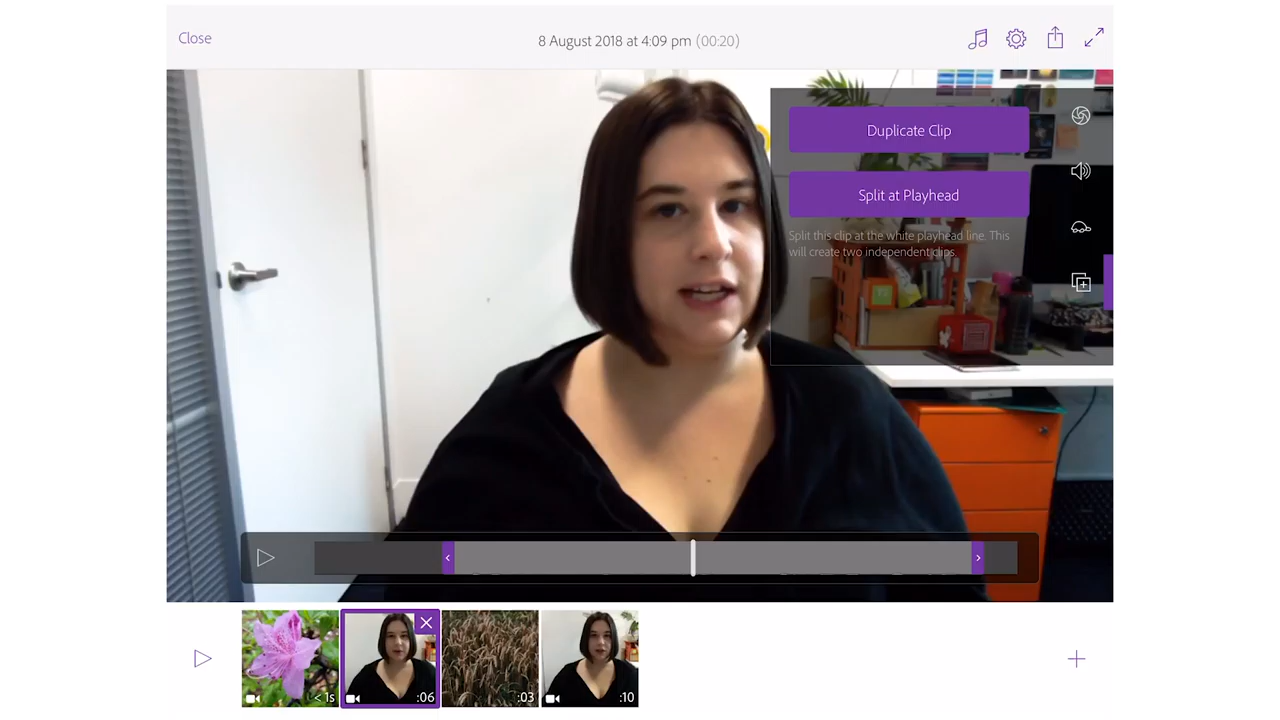 Close
8 August 2018 at 4:09 pm (00:20)
Duplicate Clip
Split at Playhead
Split this clip at the white playhead line. This
will create two independent clips.
< 1s
:06
:03
:10